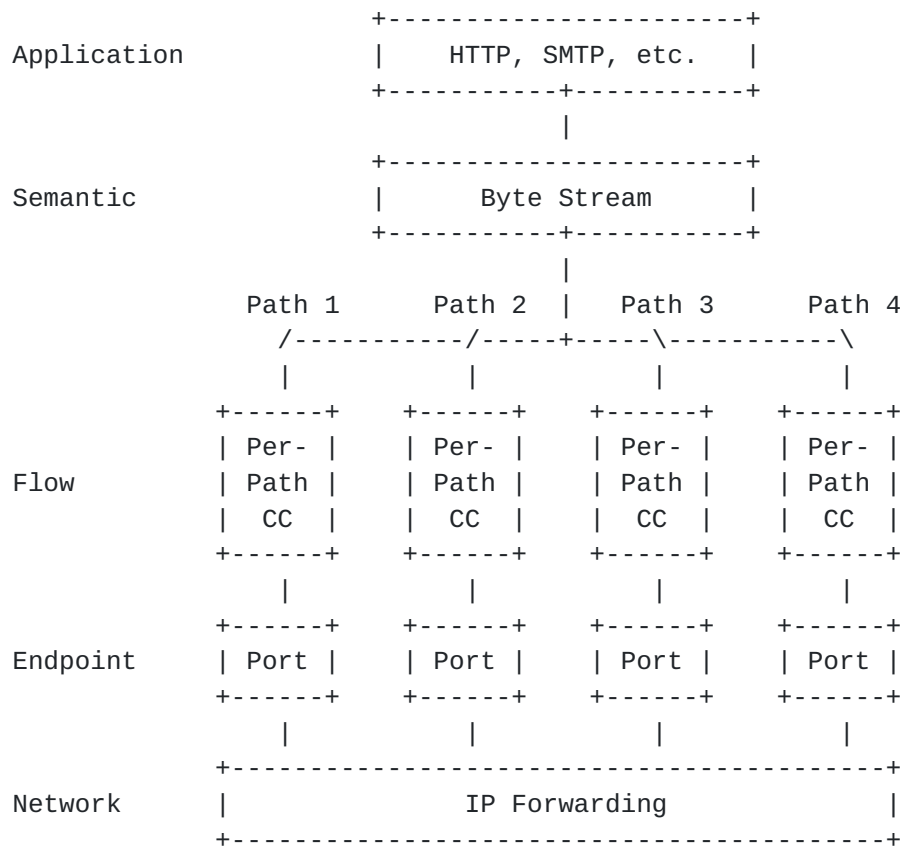 +-----------------------+
Application            |    HTTP, SMTP, etc.   |
                       +-----------+-----------+
                                   |
                       +-----------------------+
Semantic               |      Byte Stream      |
                       +-----------+-----------+
                                   |
               Path 1      Path 2  |   Path 3      Path 4
                 /-----------/-----+-----\-----------\
                 |           |           |           |
             +------+    +------+    +------+    +------+
             | Per- |    | Per- |    | Per- |    | Per- |
Flow         | Path |    | Path |    | Path |    | Path |
             |  CC  |    |  CC  |    |  CC  |    |  CC  |
             +------+    +------+    +------+    +------+
                 |           |           |           |
             +------+    +------+    +------+    +------+
Endpoint     | Port |    | Port |    | Port |    | Port |
             +------+    +------+    +------+    +------+
                 |           |           |           |
             +------------------------------------------+
Network      |               IP Forwarding              |
             +------------------------------------------+